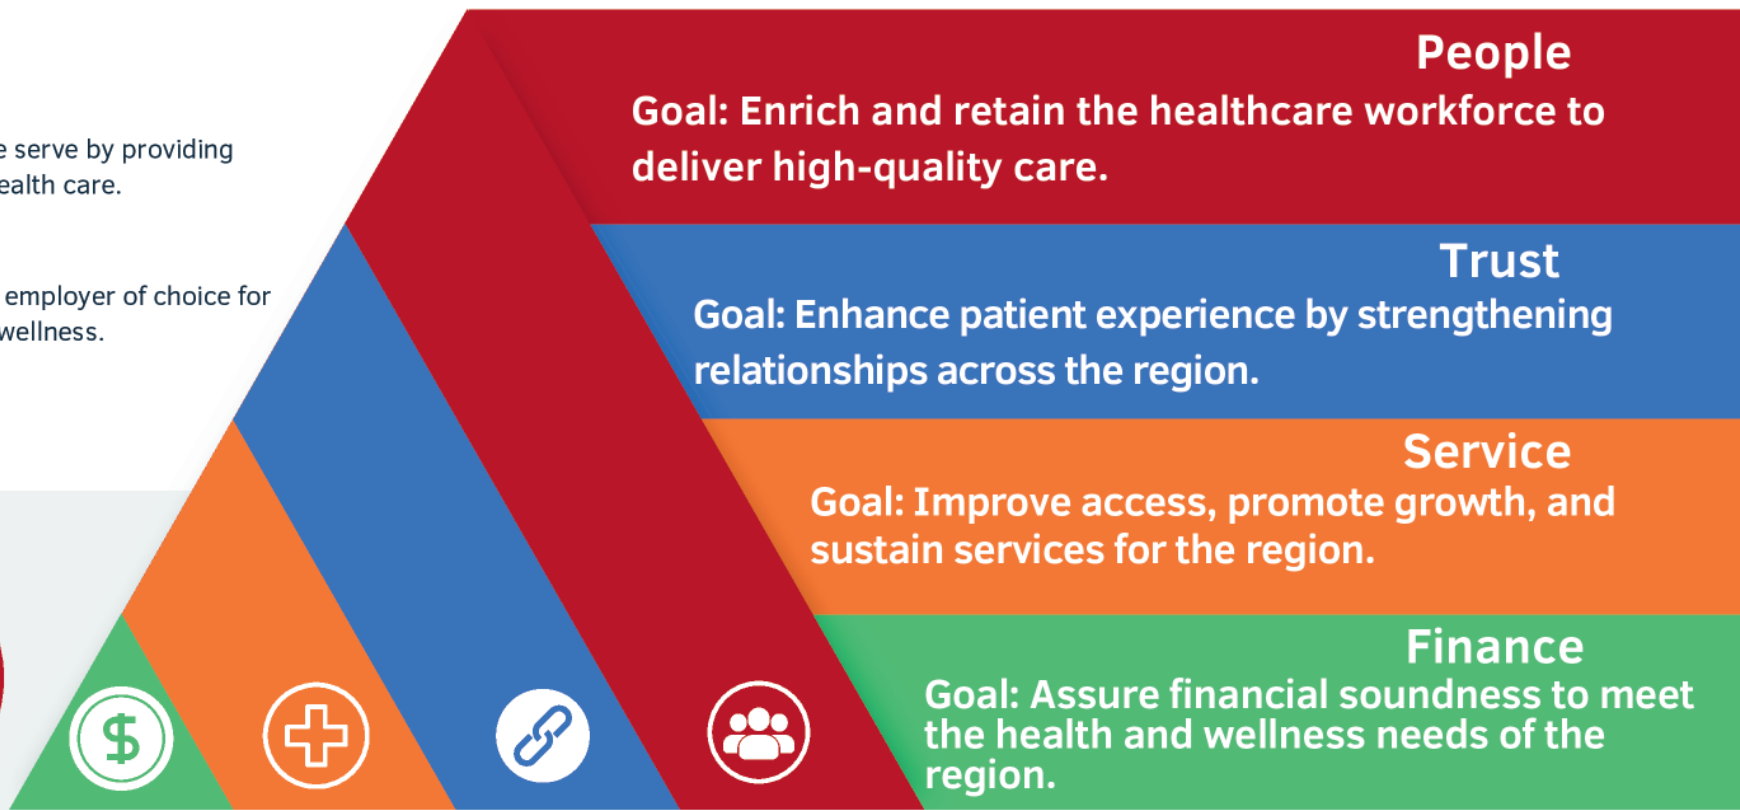 serve by providing
health care.
employer of choice for
wellness.
People
Goal: Enrich and retain the healthcare workforce to
deliver high-quality care.
Trust
Goal: Enhance patient experience by strengthening
relationships across the region.
Service
Goal: Improve access, promote growth, and
sustain services for the region.
Finance
Goal: Assure financial soundness to meet
the health and wellness needs of the
region.
$